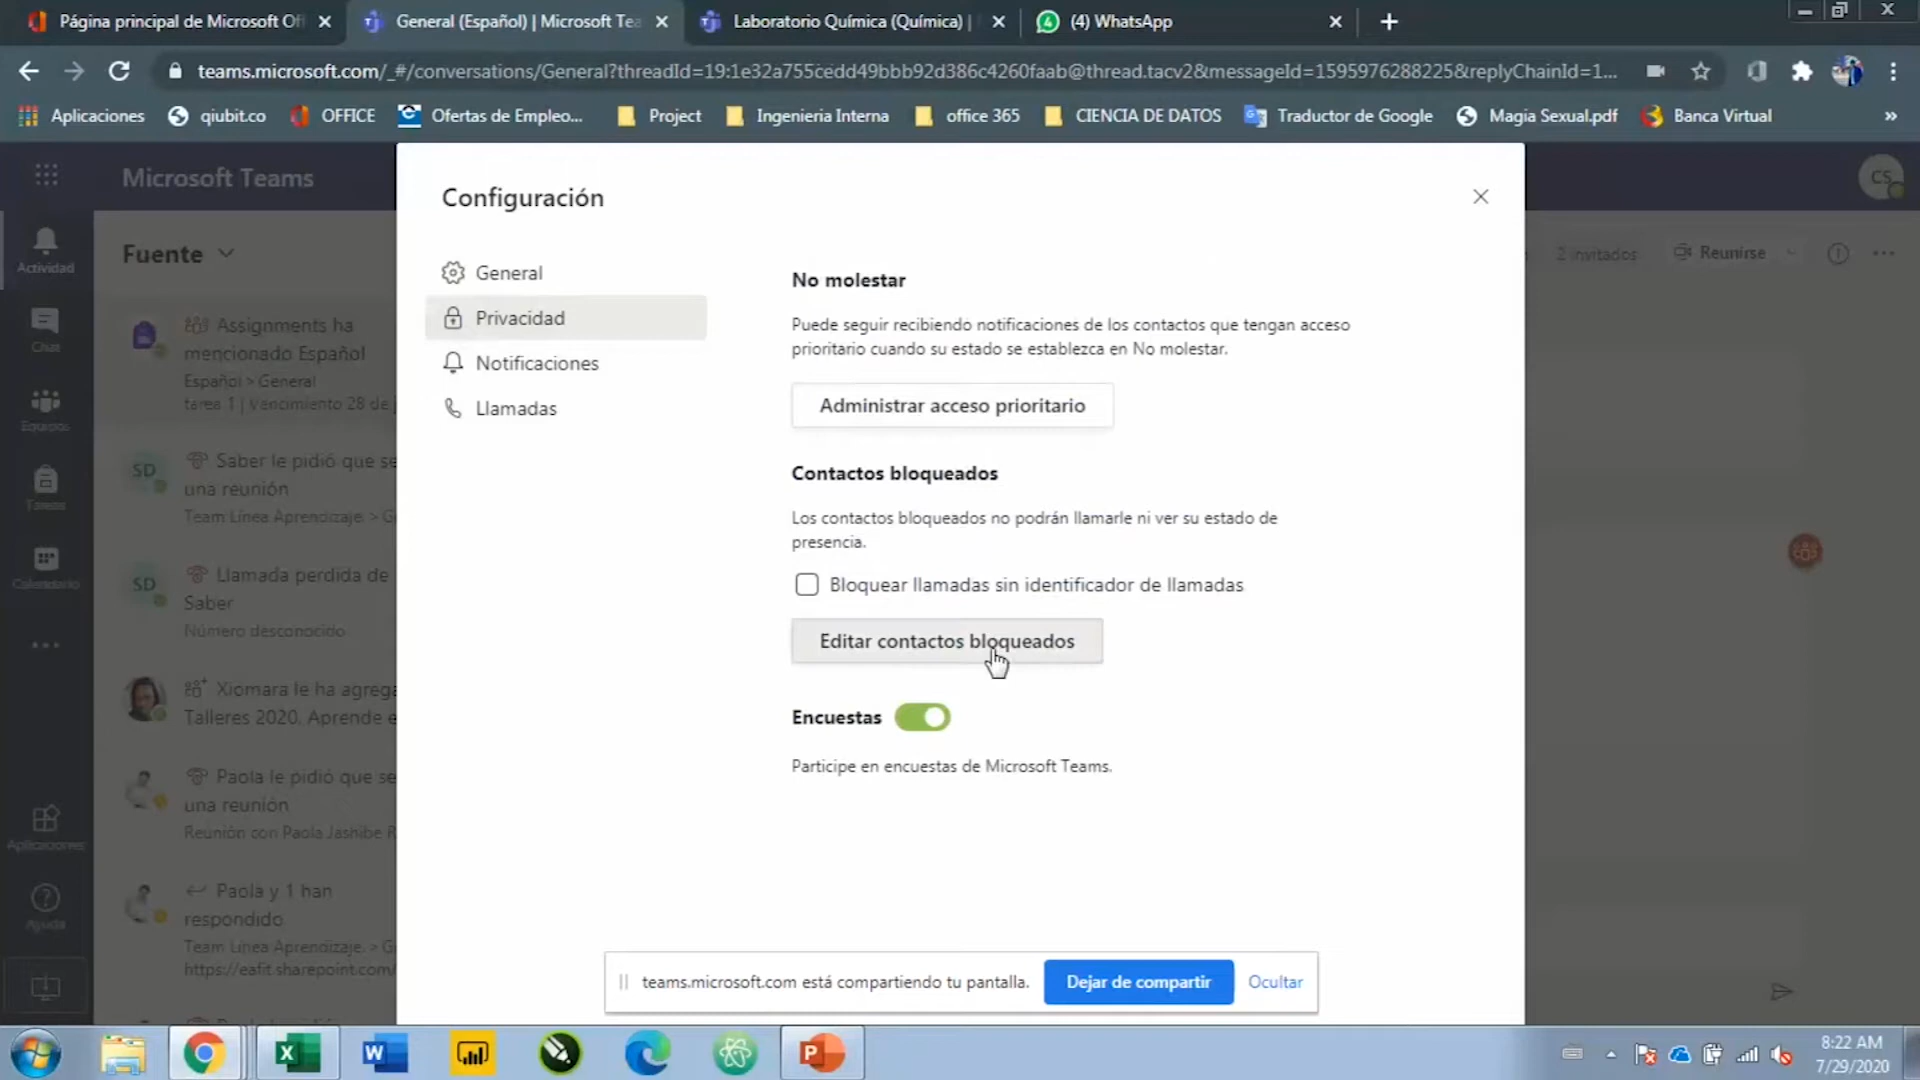 Página principal de Microsoft Of
General (Español) | Microsoft Tea
Laboratorio Química (Química) |
(4) WhatsApp
teams.microsoft.com/_#/conversations/General?threadId=19:1e32a755cedd49bbb92d386c4260faab@thread.tacv2&messageId=1595976288225&replyChainId=1...
Aplicaciones
qiubit.co
OFFICE
Ofertas de Empleo...
Project
Ingenieria Interna
office 365
CIENCIA DE DATOS
Traductor de Google
Magia Sexual.pdf
Banca Virtual
»
Microsoft Teams
CS
Configuración
Actividad
Chat
Equipos
Tareas
Calendario
Aplicaciones
Ayuda
Fuente
2 invitados
Reunirse
Assignments ha
mencionado Español
Español > General
tarea 1 | Vencimiento 28 de j
SD
Saber le pidió que se
una reunión
Team Línea Aprendizaje. > G
SD
Llamada perdida de
Saber
Número desconocido
Xiomara le ha agrega
Talleres 2020, Aprende e
Paola le pidió que se
una reunión
Reunión con Paola Jashibe R
Paola y 1 han
respondido
Team Línea Aprendizaje. > G
https://eafit.sharepoint.com/
General
Privacidad
Notificaciones
Llamadas
No molestar
Puede seguir recibiendo notificaciones de los contactos que tengan acceso
prioritario cuando su estado se establezca en No molestar.
Administrar acceso prioritario
Contactos bloqueados
Los contactos bloqueados no podrán llamarle ni ver su estado de
presencia.
Bloquear llamadas sin identificador de llamadas
Editar contactos bloqueados
Encuestas
Participe en encuestas de Microsoft Teams.
teams.microsoft.com está compartiendo tu pantalla.
Dejar de compartir
Ocultar
8:22 AM
7/29/2020